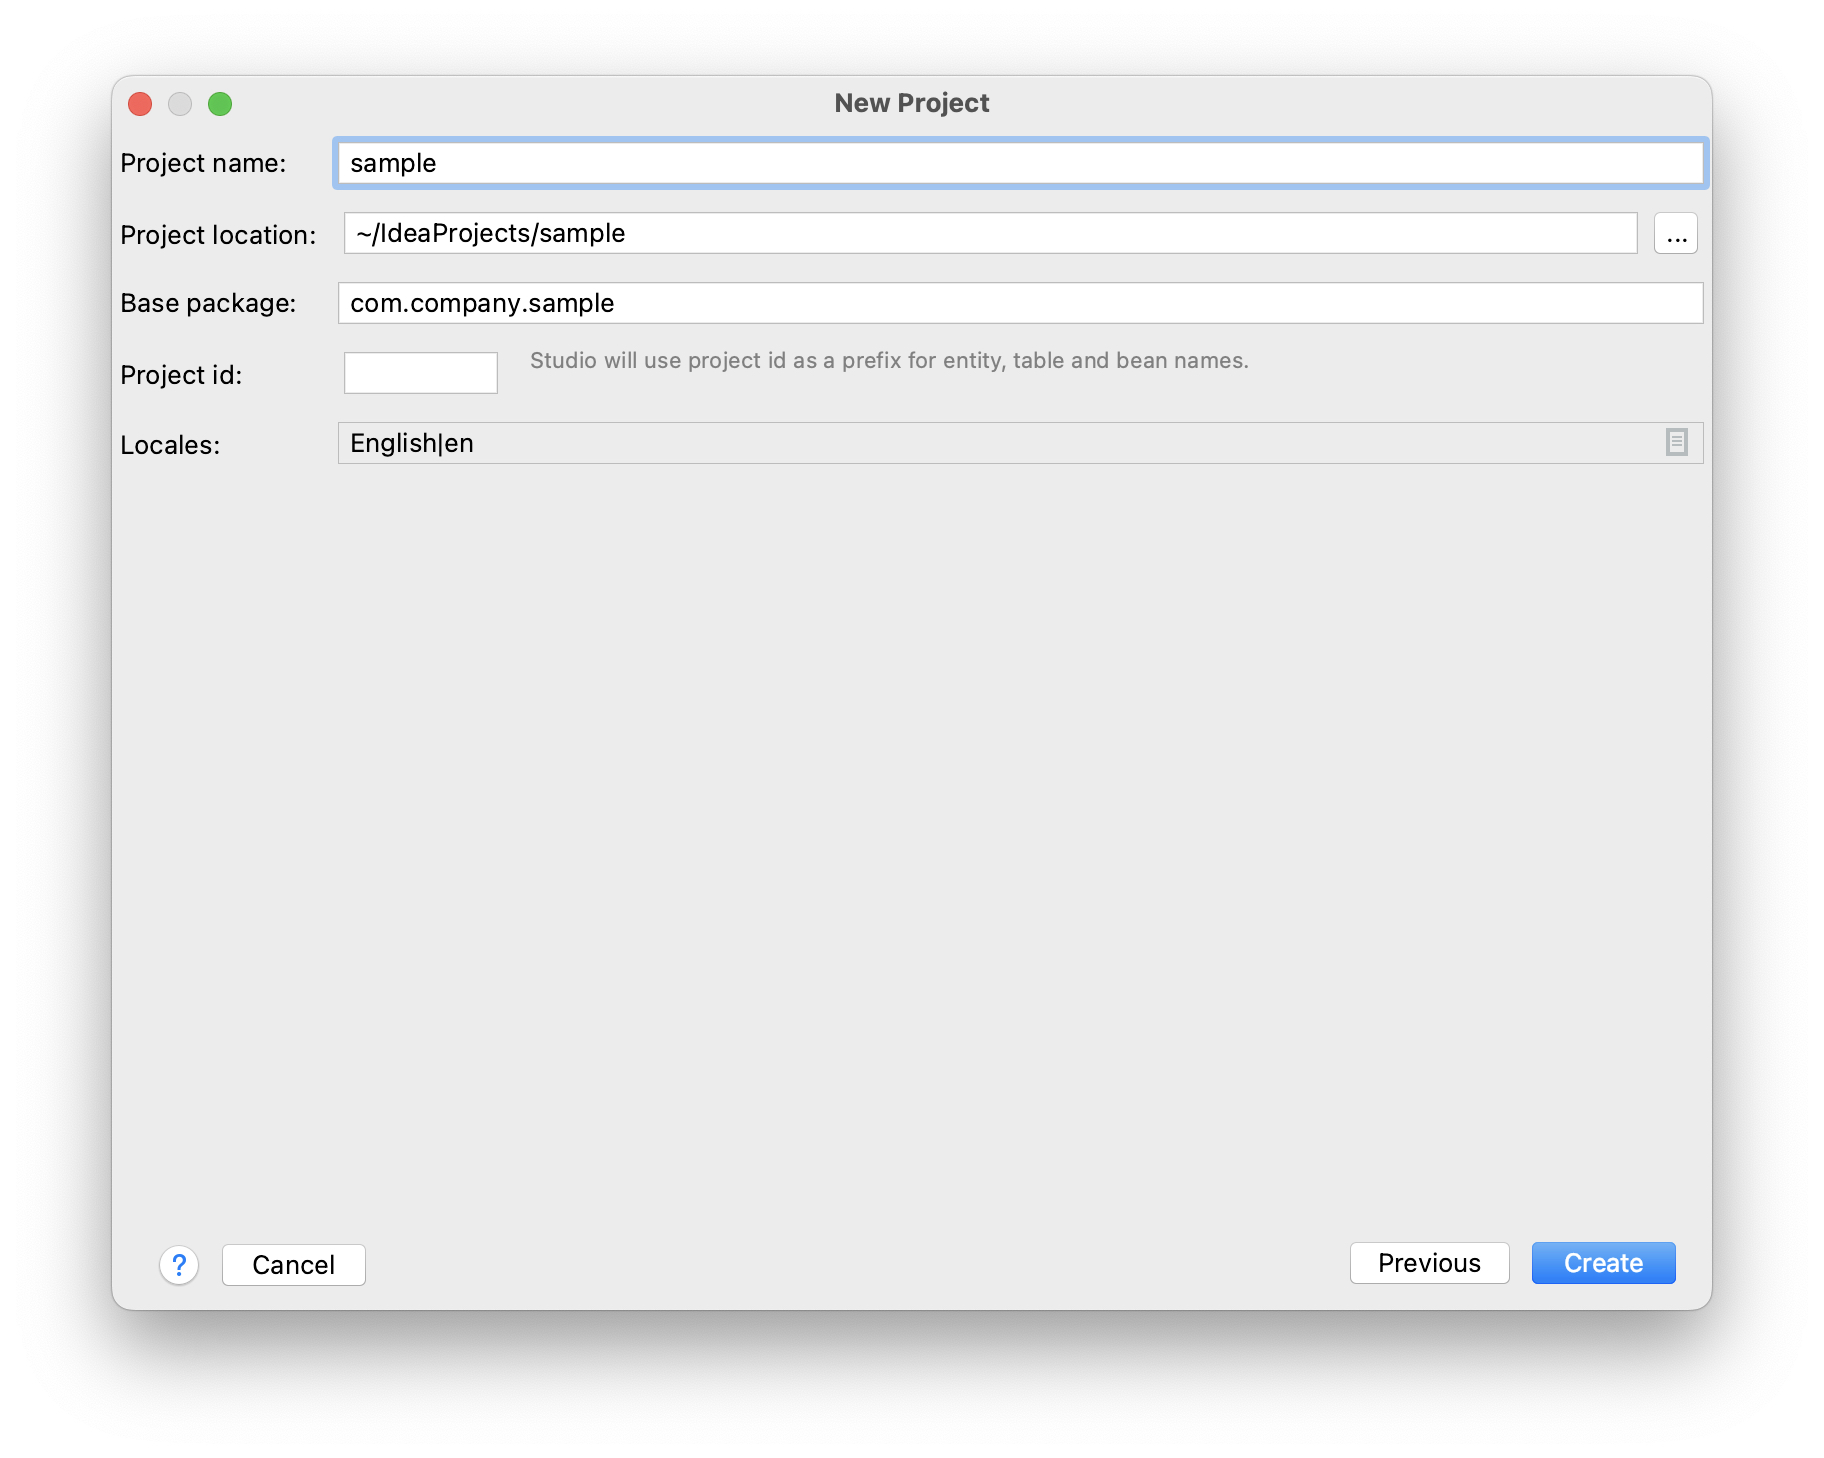 New Project
Project name: sample
Project location: ~/IdeaProjects/sample ...
Base package: com.company.sample
Project id: Studio will use project id as a prefix for entity, table and bean names.
Locales: English|en
? Cancel Previous Create